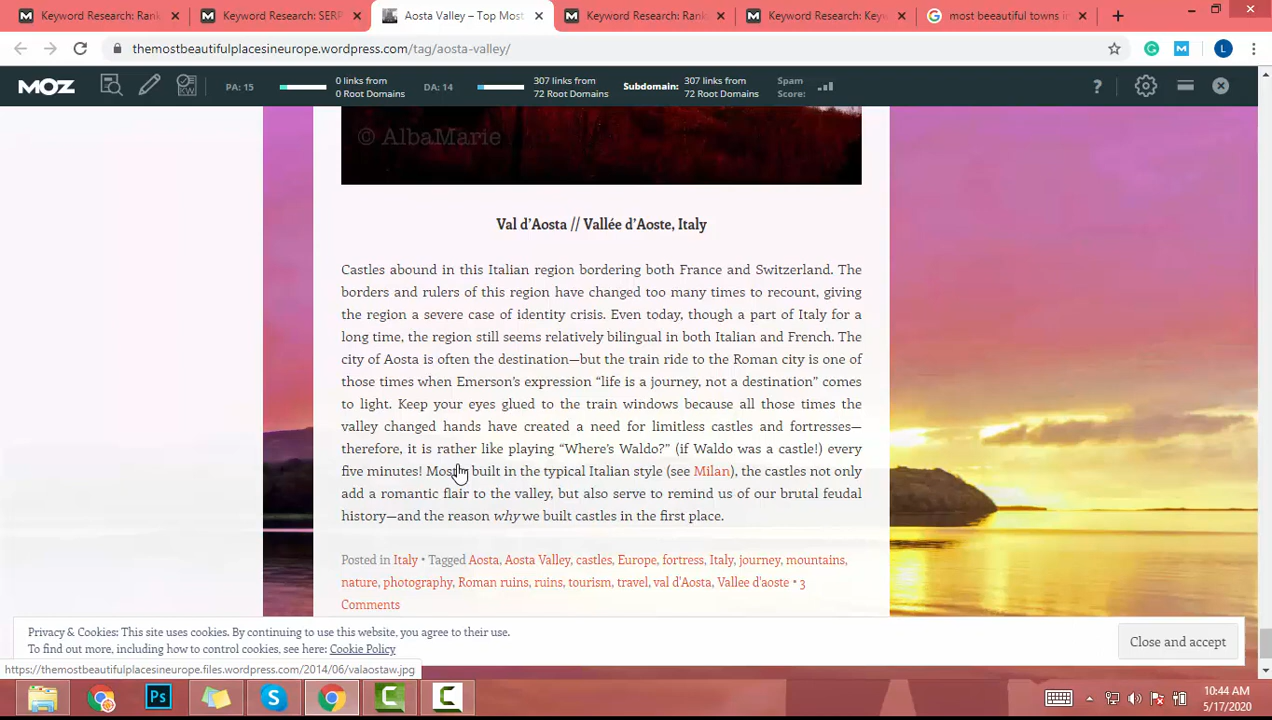 Keyword Research: Rank
Keyword Research: SERP
Aosta Valley – Top Most
Keyword Research: Ran
Keyword Research: Key
most beeautiful towns i
themostbeautifulplacesineurope.wordpress.com/tag/aosta-valley/
L
MOZ
PA: 15
0 links from
0 Root Domains
DA: 14
307 links from
72 Root Domains
Subdomain:
307 links from
72 Root Domains
Spam
Score:
?
© AlbaMarie
Val d'Aosta // Vallée d'Aoste, Italy
Castles abound in this Italian region bordering both France and Switzerland. The
borders and rulers of this region have changed too many times to recount, giving
the region a severe case of identity crisis. Even today, though a part of Italy for a
long time, the region still seems relatively bilingual in both Italian and French. The
city of Aosta is often the destination—but the train ride to the Roman city is one of
those times when Emerson's expression “life is a journey, not a destination” comes
to light. Keep your eyes glued to the train windows because all those times the
valley changed hands have created a need for limitless castles and fortresses—
therefore, it is rather like playing “Where's Waldo?” (if Waldo was a castle!) every
five minutes! built in the typical Italian style (see Milan), the castles not only
add a romantic flair to the valley, but also serve to remind us of our brutal feudal
history—and the reason why we built castles in the first place.
Posted in Italy • Tagged Aosta, Aosta Valley, castles, Europe, fortress, Italy, journey, mountains,
nature, photography, Roman ruins, ruins, tourism, travel, val d'Aosta, Vallee d'aoste • 3
Comments
Privacy & Cookies: This site uses cookies. By continuing to use this website, you agree to their use.
To find out more, including how to control cookies, see here: Cookie Policy
Close and accept
https://themostbeautifulplacesineurope.files.wordpress.com/2014/06/valaostaw.jpg
Ps
10:44 AM
5/17/2020